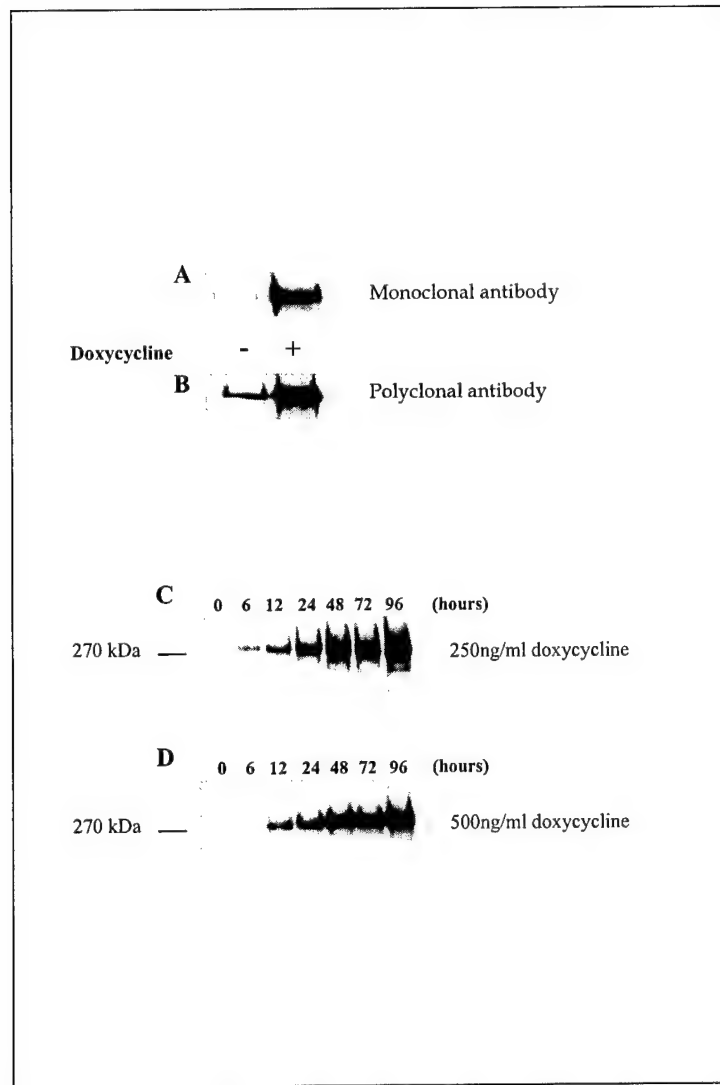 A
Monoclonal antibody
Doxycycline - +
B
Polyclonal antibody
C
0 6 12 24 48 72 96 (hours)
270 kDa
250ng/ml doxycycline
D
0 6 12 24 48 72 96 (hours)
270 kDa
500ng/ml doxycycline